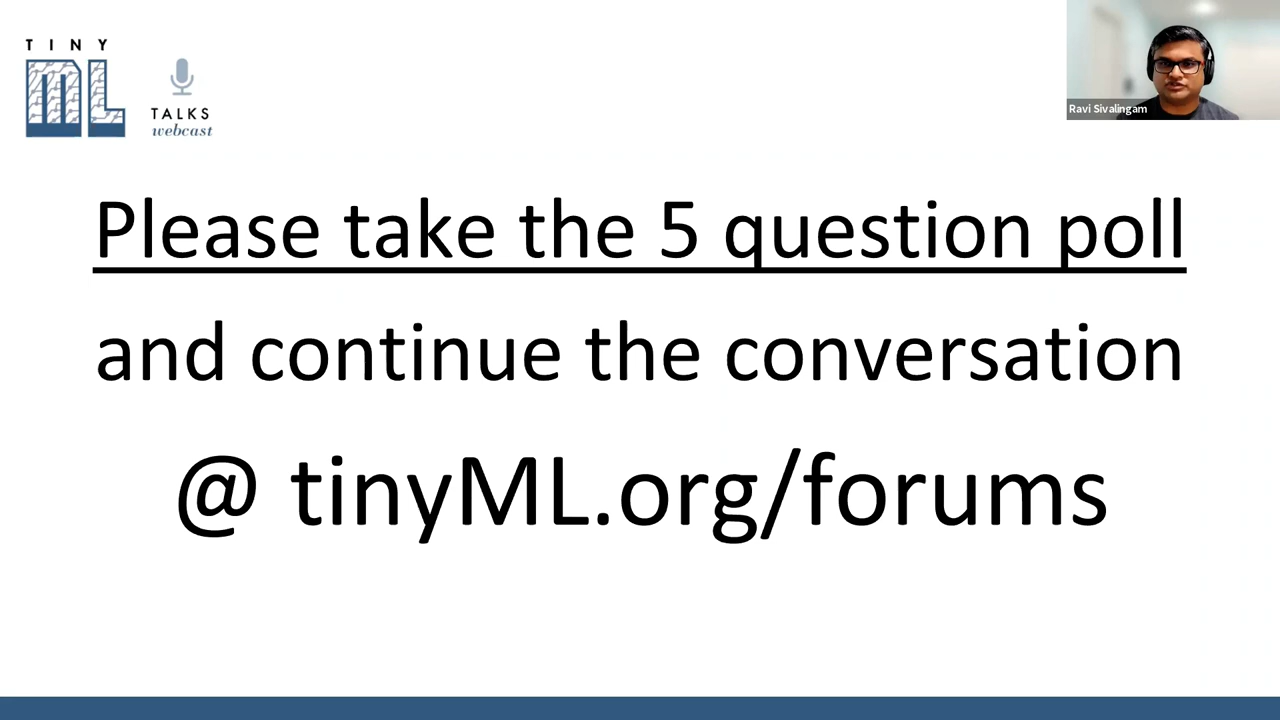 TINY
ML
TALKS
webcast
Ravi Sivalingam
Please take the 5 question poll
and continue the conversation
@ tinyML.org/forums